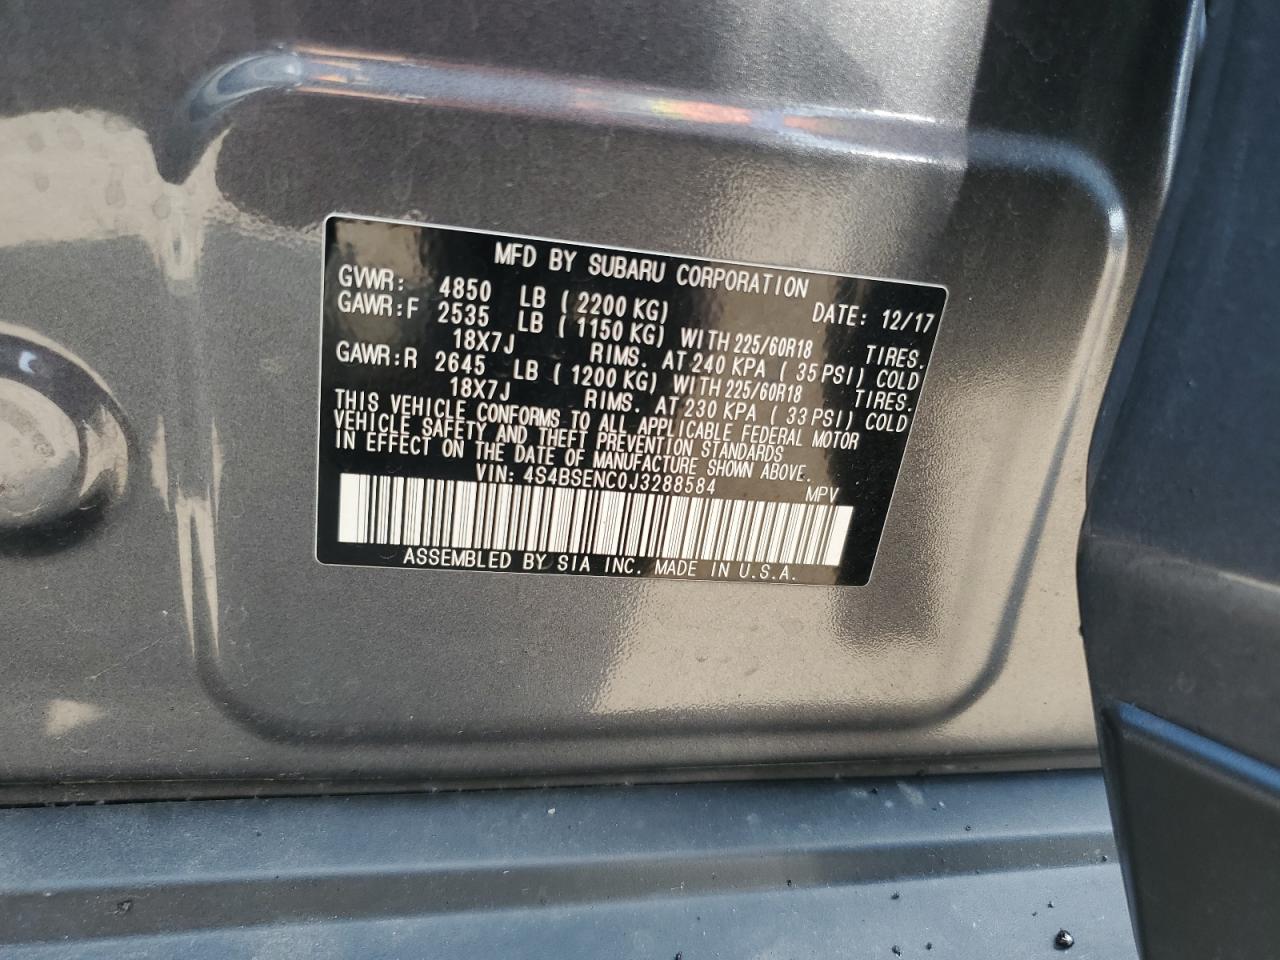 MFD BY SUBARU CORPORATION
DATE: 12/17
GVWR: 4850 LB ( 2200 KG)
GAWR:F 2535 LB ( 1150 KG) WITH 225/60R18 TIRES.
18X7J RIMS. AT 240 KPA ( 35 PSI) COLD
GAWR:R 2645 LB ( 1200 KG) WITH 225/60R18 TIRES.
18X7J RIMS. AT 230 KPA ( 33 PSI) COLD
THIS VEHICLE CONFORMS TO ALL APPLICABLE FEDERAL MOTOR
VEHICLE SAFETY AND THEFT PREVENTION STANDARDS
IN EFFECT ON THE DATE OF MANUFACTURE SHOWN ABOVE.
VIN: 4S4BSENC0J3288584 MPV
ASSEMBLED BY SIA INC. MADE IN U.S.A.